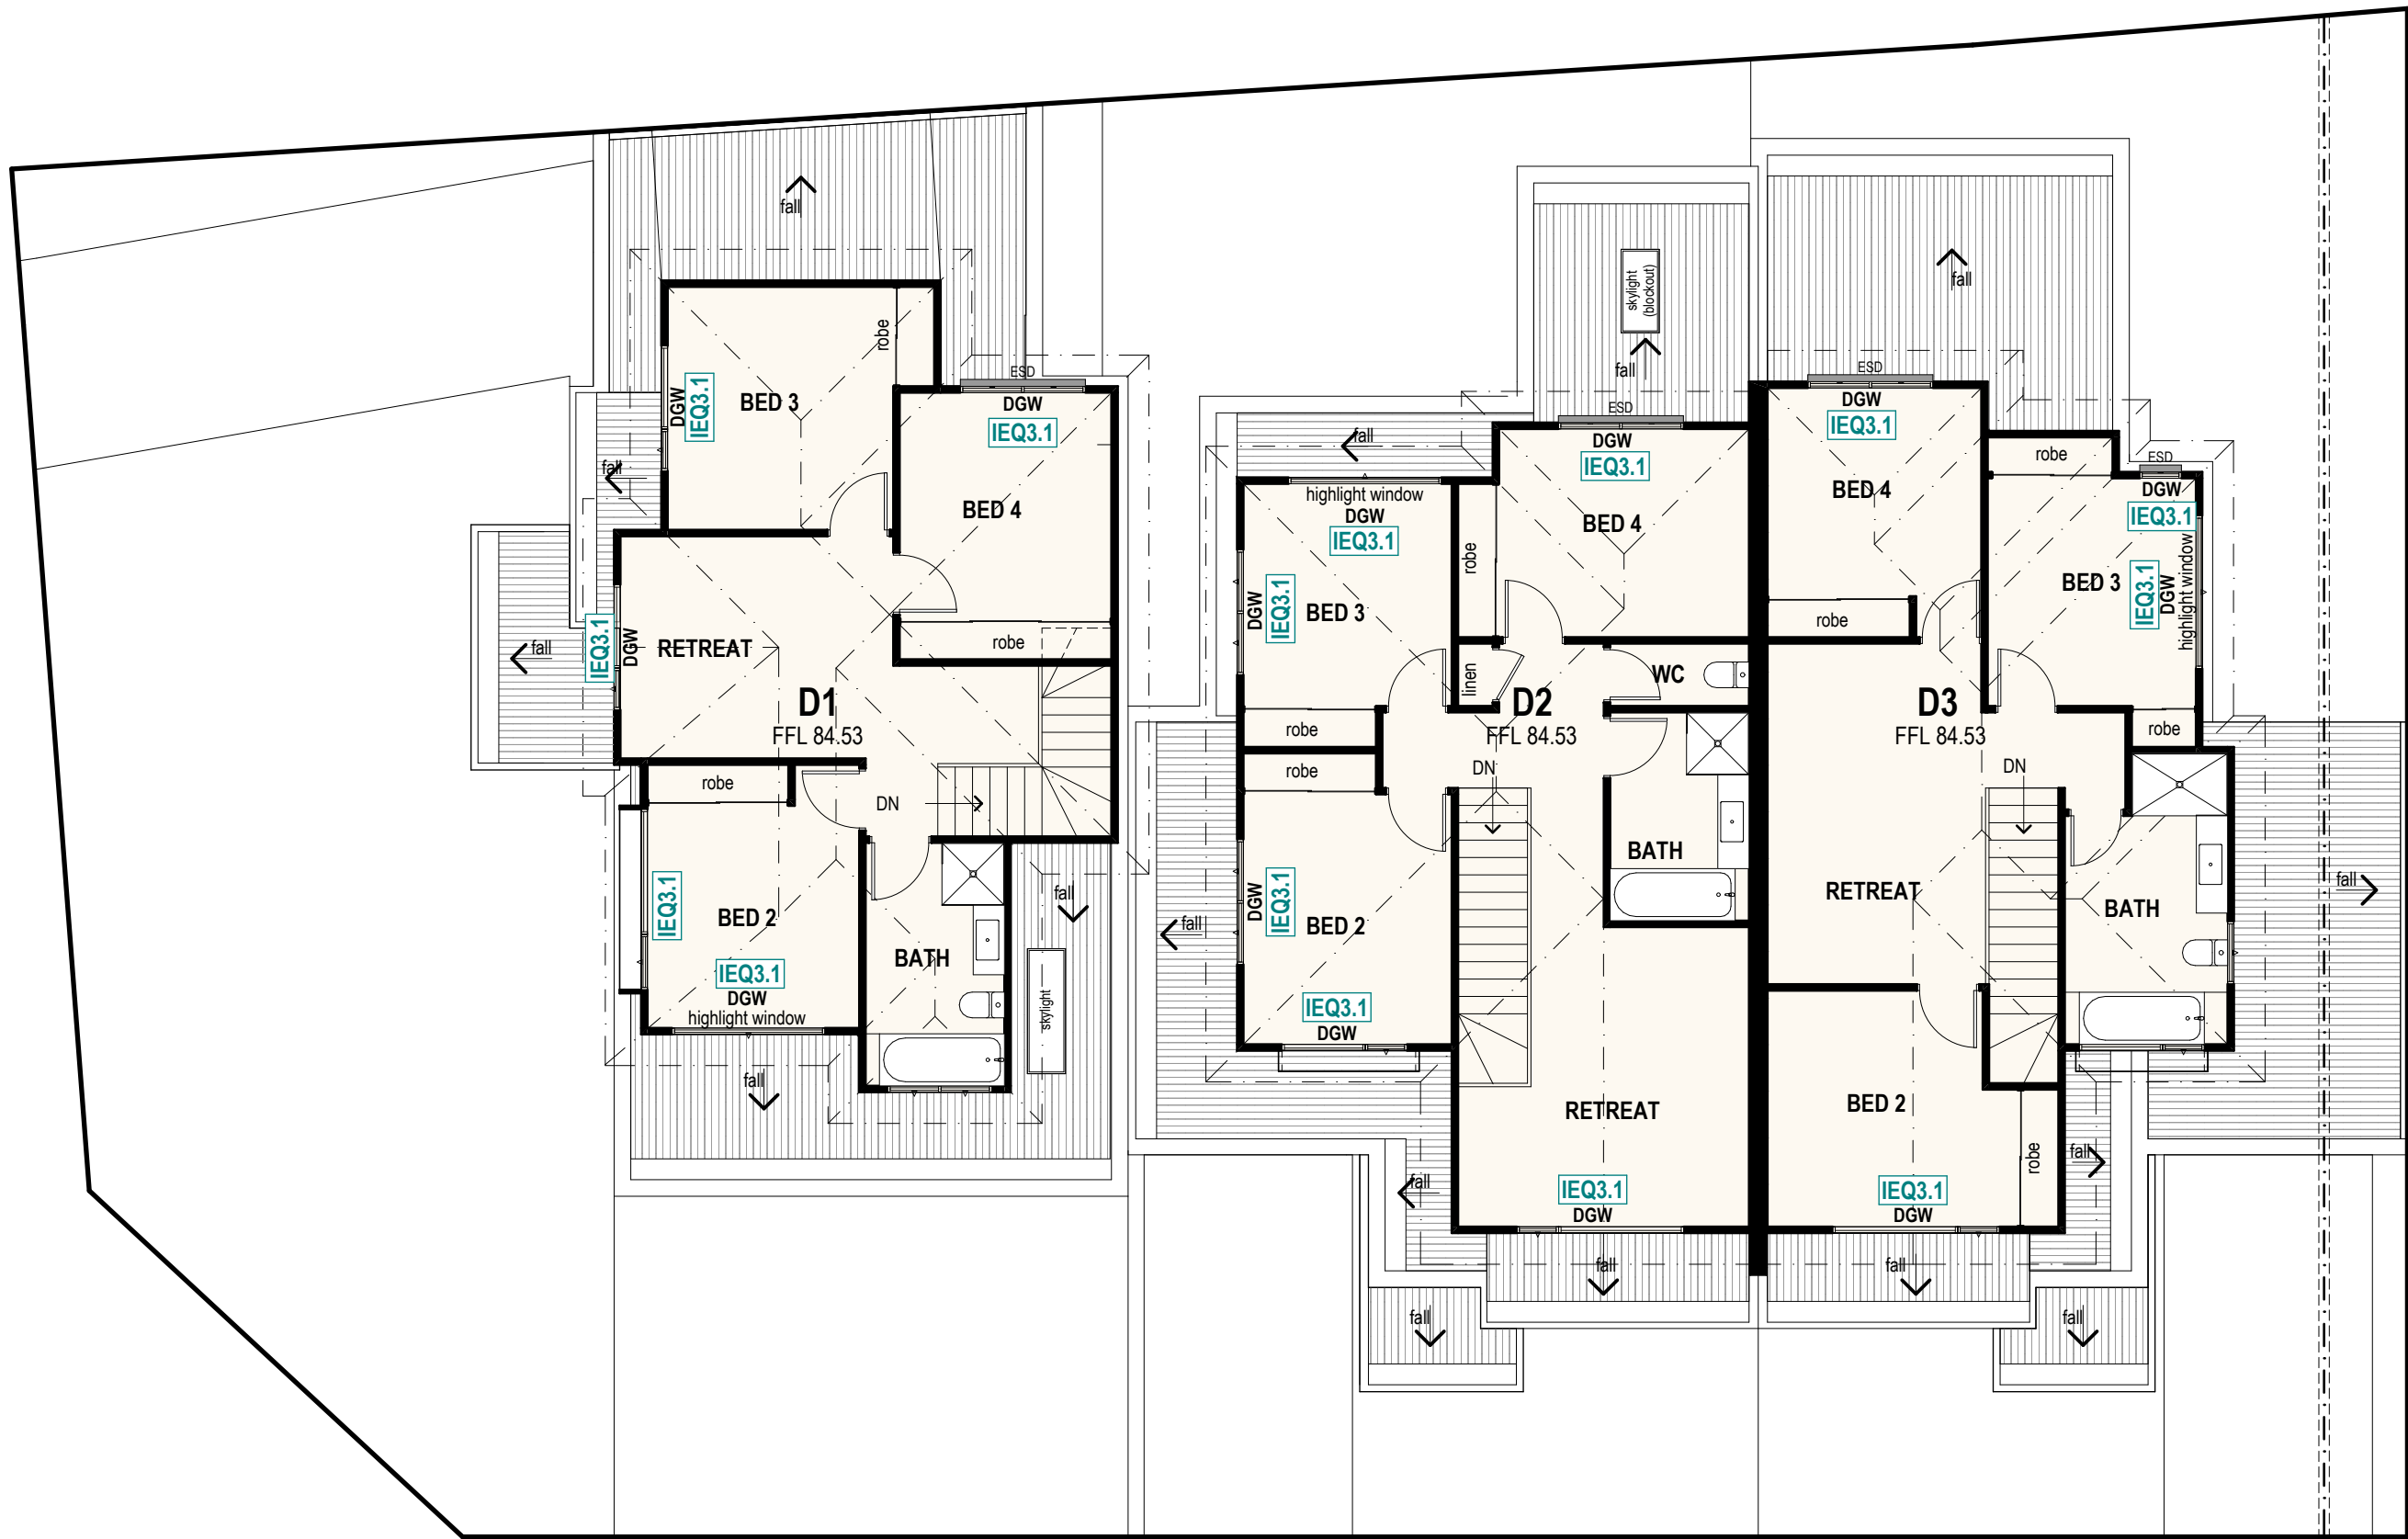 fall
robe
BED 3
DGW
IEQ3.1
fall
ESD
DGW
IEQ3.1
BED 4
robe
fall
IEQ3.1
DGW
RETREAT
D1
FFL 84.53
robe
DN
IEQ3.1
BED 2
IEQ3.1
DGW
highlight window
BATH
fall
skylight
fall
skylight
(blockout)
fall
ESD
DGW
IEQ3.1
BED 4
robe
fall
highlight window
DGW
IEQ3.1
DGW
IEQ3.1
BED 3
robe
linen
WC
D2
FFL 84.53
DN
robe
BATH
DGW
IEQ3.1
BED 2
IEQ3.1
DGW
fall
RETREAT
IEQ3.1
DGW
fall
fall
fall
fall
ESD
DGW
IEQ3.1
BED 4
robe
robe
ESD
DGW
IEQ3.1
BED 3
IEQ3.1
DGW
highlight window
robe
D3
FFL 84.53
DN
RETREAT
BATH
fall
BED 2
robe
IEQ3.1
DGW
fall
fall
fall